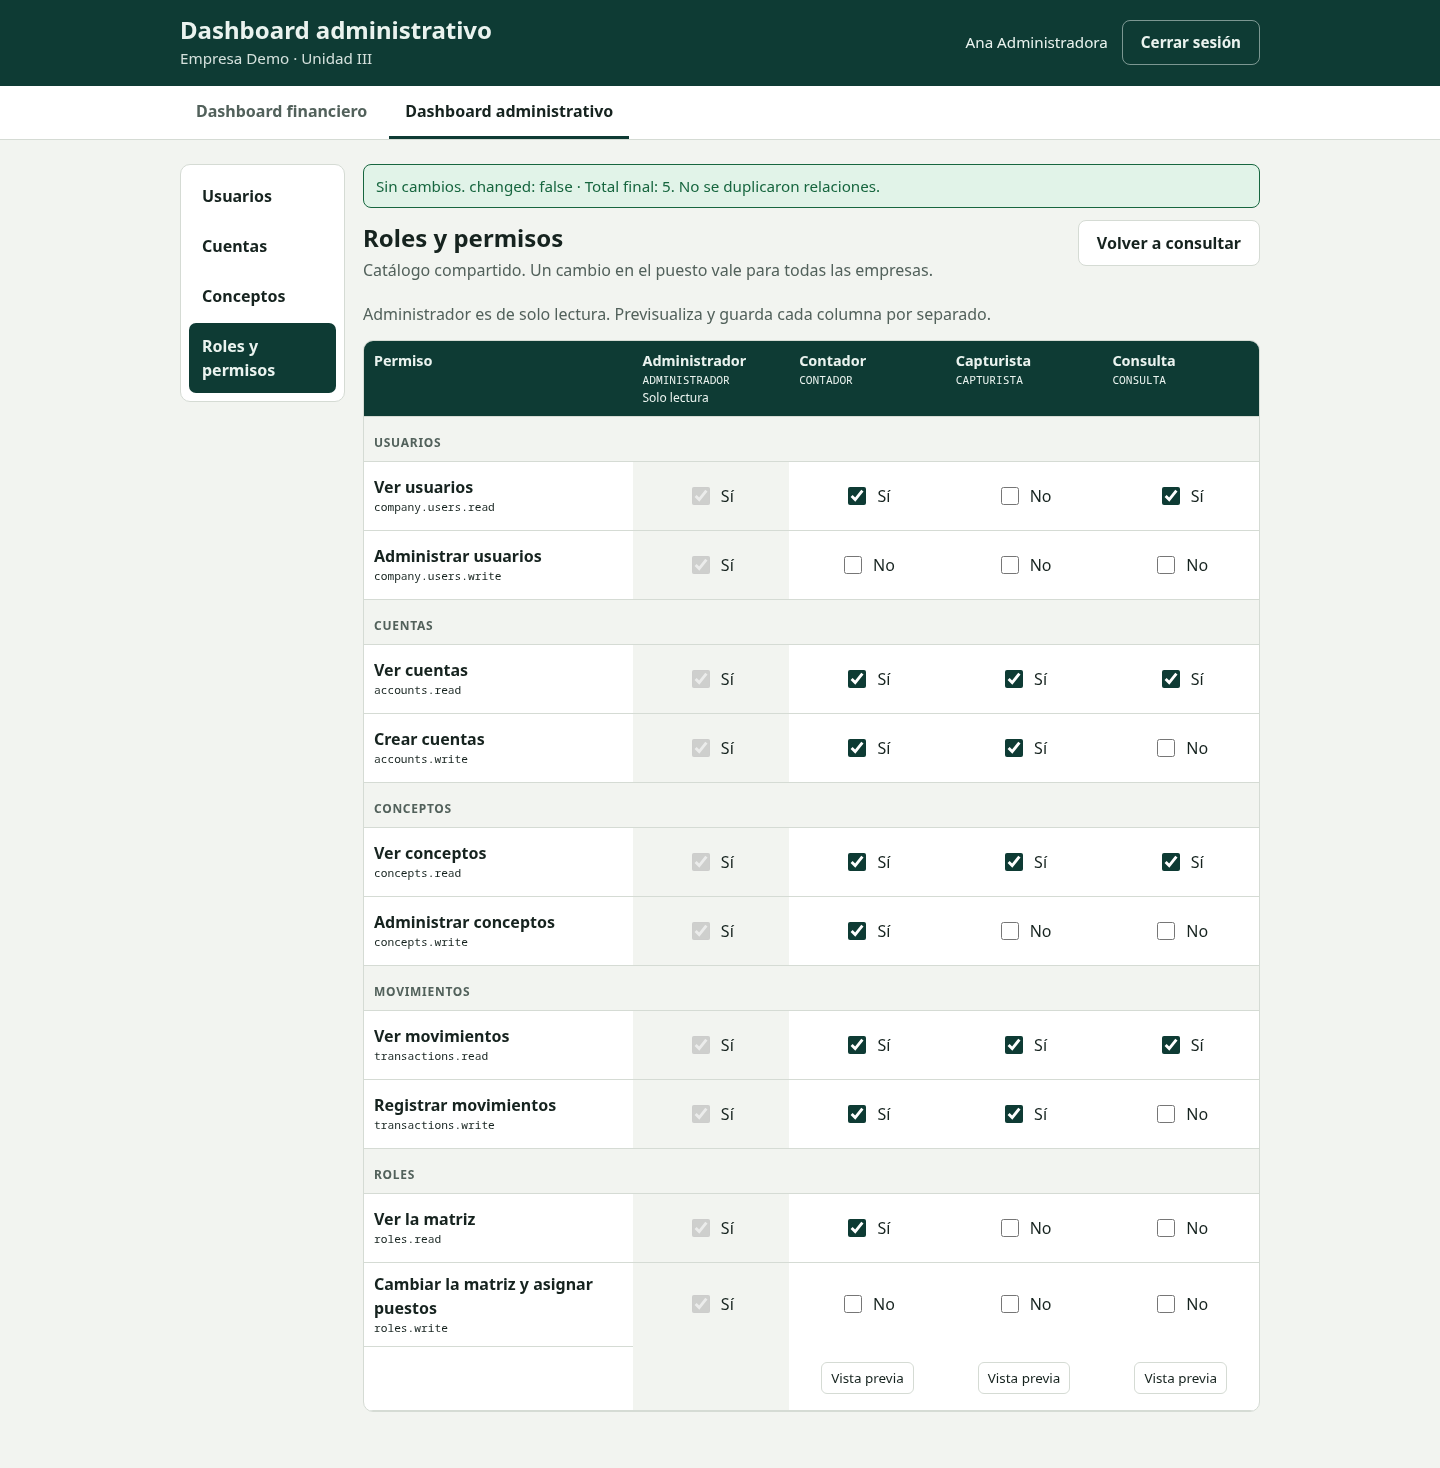 Dashboard administrativo
Empresa Demo · Unidad III
Ana Administradora
Cerrar sesión
Dashboard financiero
Dashboard administrativo
Usuarios
Cuentas
Conceptos
Roles y
permisos
Sin cambios. changed: false · Total final: 5. No se duplicaron relaciones.
Roles y permisos
Volver a consultar
Catálogo compartido. Un cambio en el puesto vale para todas las empresas.
Administrador es de solo lectura. Previsualiza y guarda cada columna por separado.
Permiso Administrador Contador Capturista Consulta
ADMINISTRADOR CONTADOR CAPTURISTA CONSULTA
Solo lectura
USUARIOS
Ver usuarios
company.users.read
Sí Sí No Sí
Administrar usuarios
company.users.write
Sí No No No
CUENTAS
Ver cuentas
accounts.read
Sí Sí Sí Sí
Crear cuentas
accounts.write
Sí Sí Sí No
CONCEPTOS
Ver conceptos
concepts.read
Sí Sí Sí Sí
Administrar conceptos
concepts.write
Sí Sí No No
MOVIMIENTOS
Ver movimientos
transactions.read
Sí Sí Sí Sí
Registrar movimientos
transactions.write
Sí Sí Sí No
ROLES
Ver la matriz
roles.read
Sí Sí No No
Cambiar la matriz y asignar
puestos
roles.write
Sí No No No
Vista previa Vista previa Vista previa